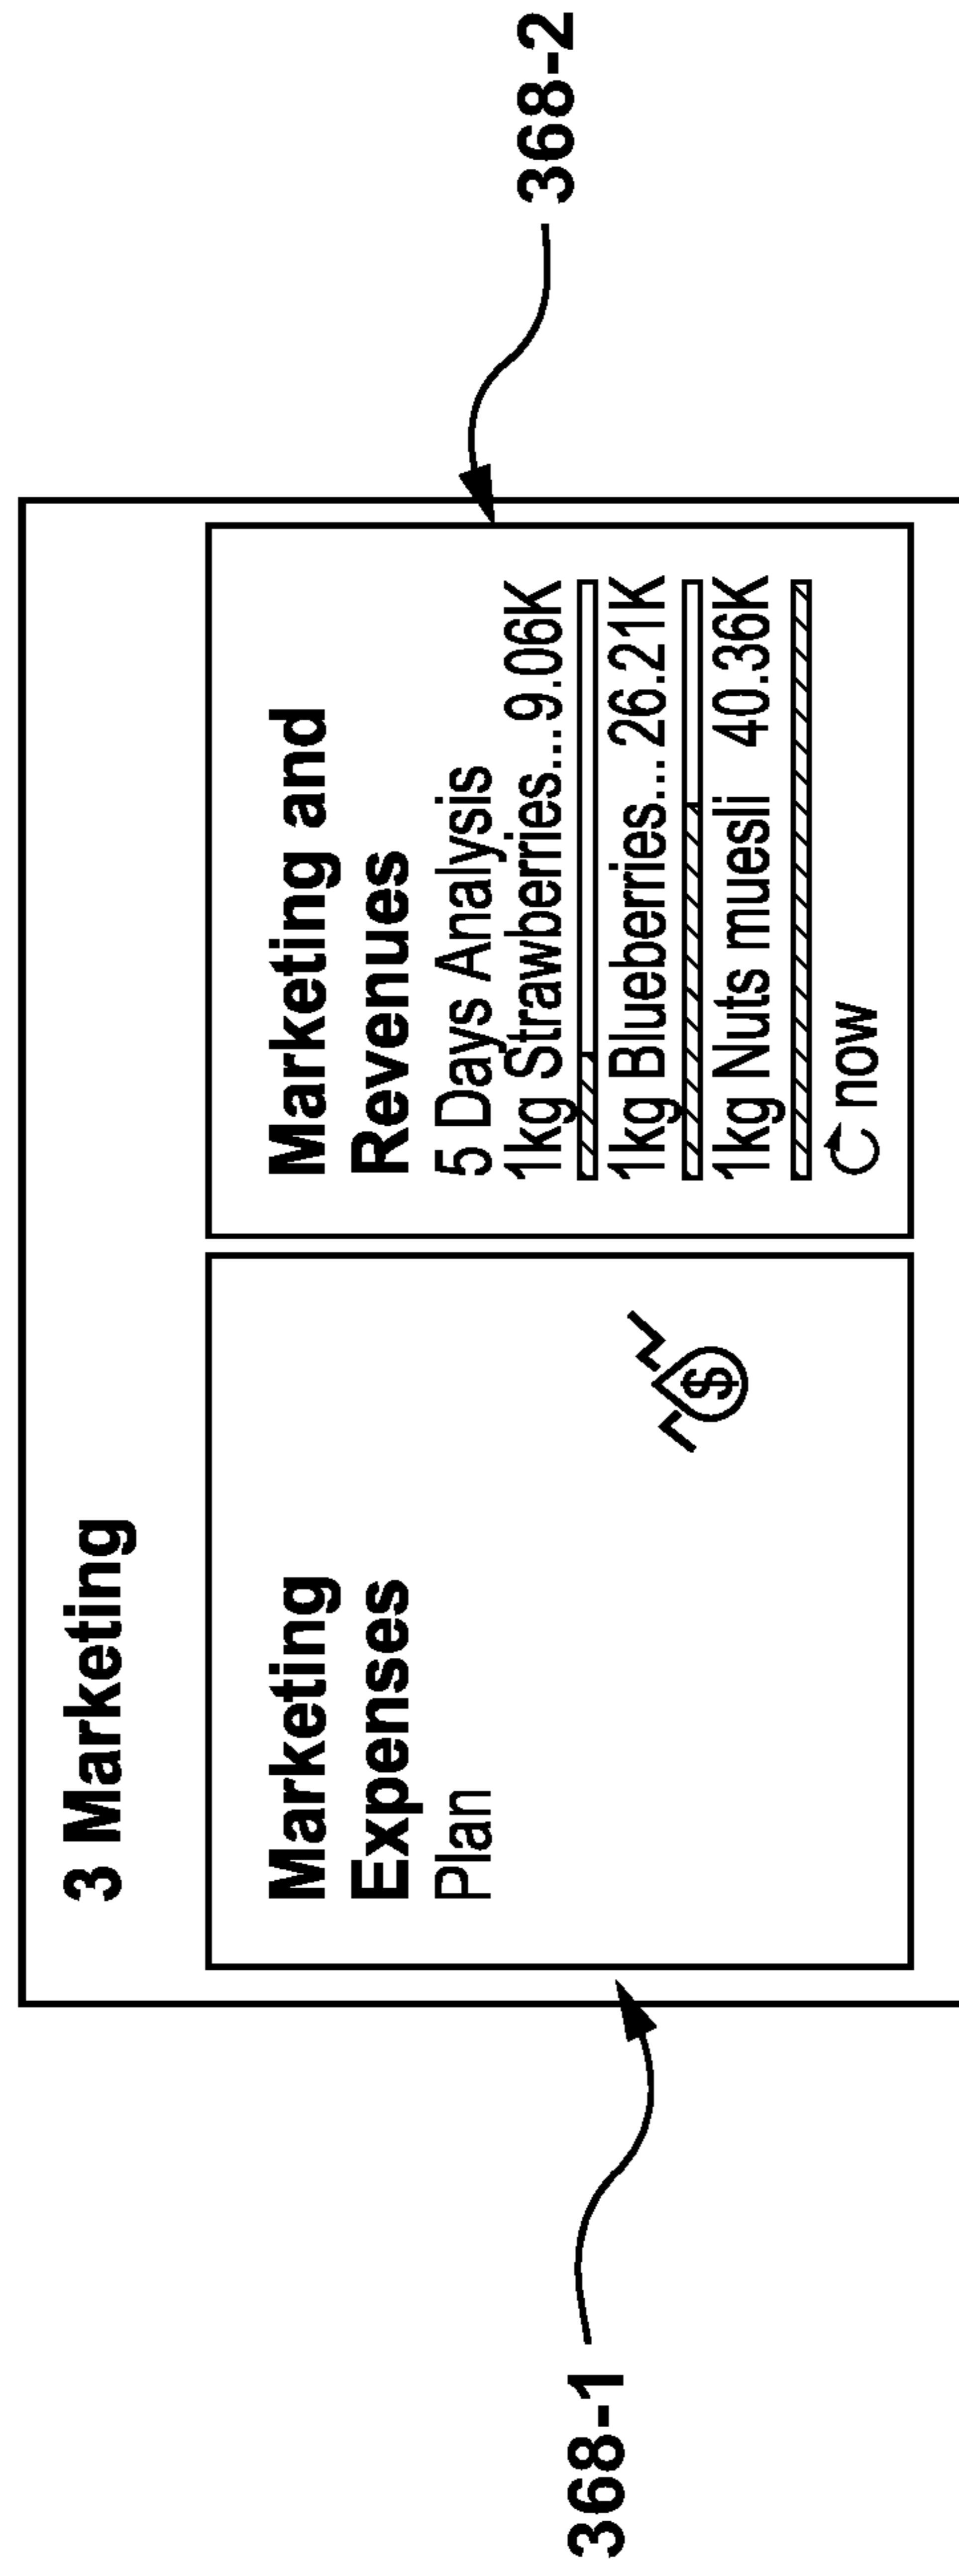 3 Marketing
Marketing
Expenses
Plan
$
Marketing and
Revenues
5 Days Analysis
1kg Strawberries...9.06K
1kg Blueberries... 26.21K
1kg Nuts muesli 40.36K
now
368-1
368-2